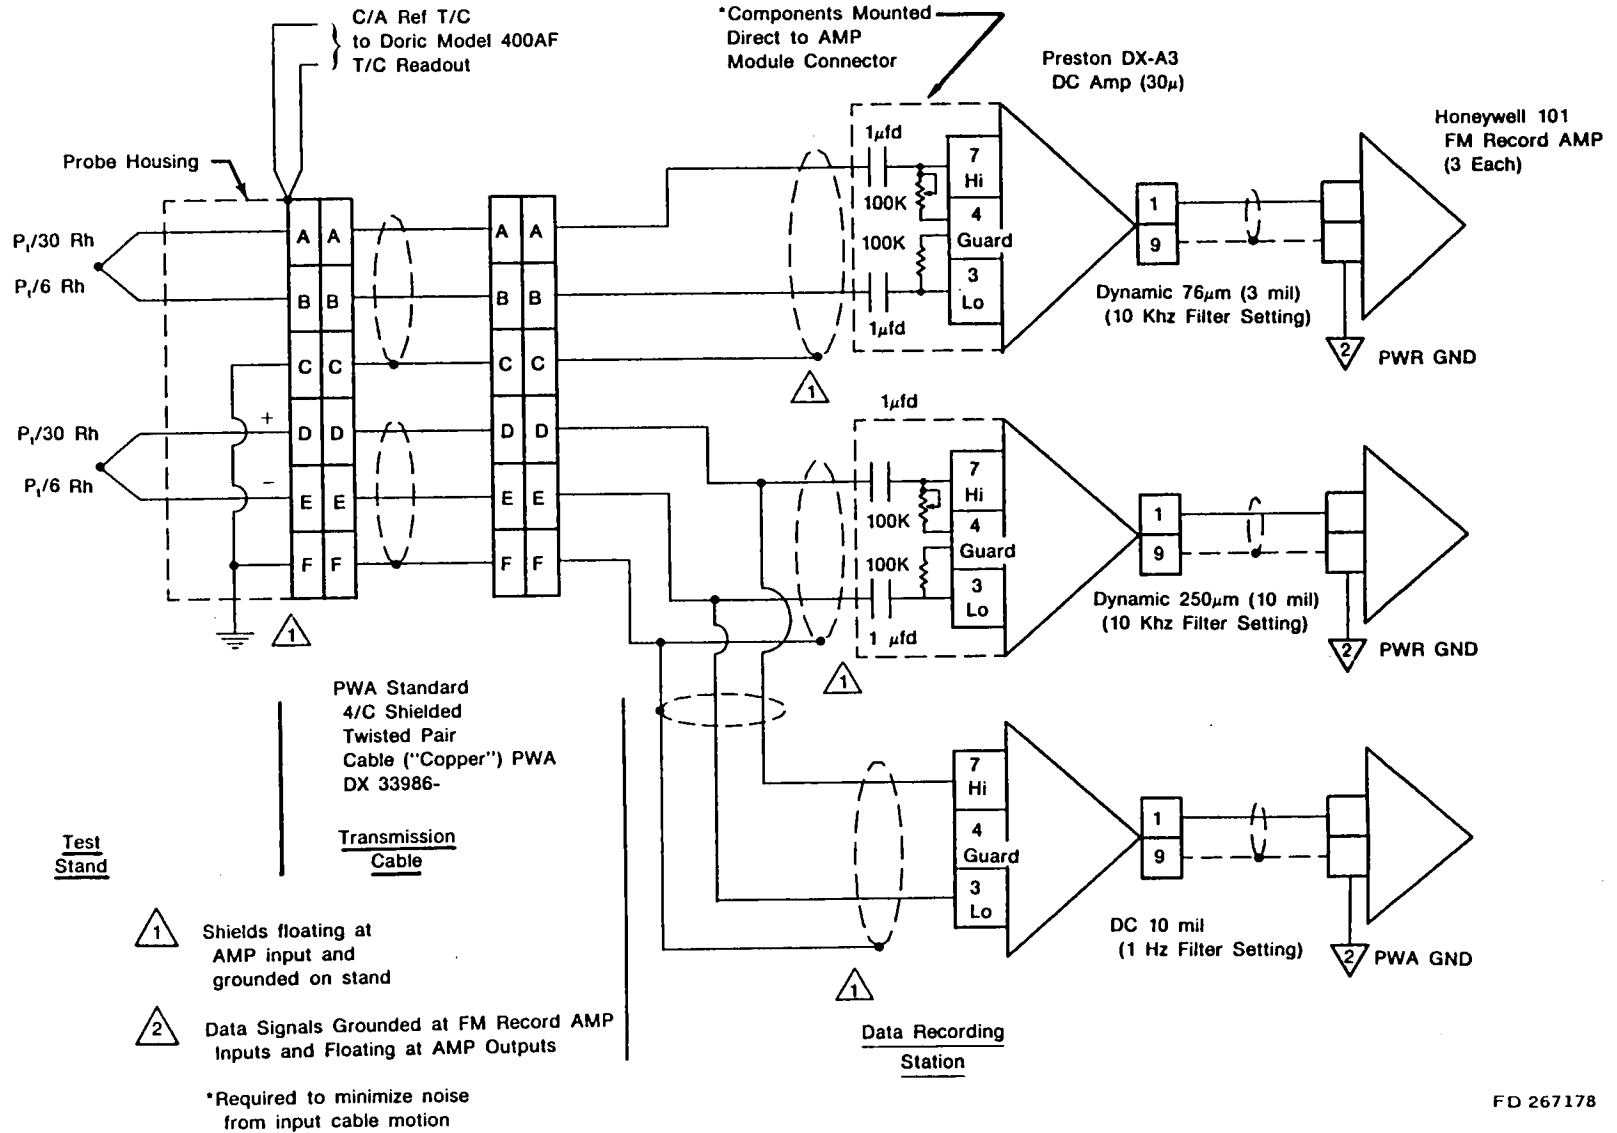 C/A Ref T/C
to Doric Model 400AF
T/C Readout
*Components Mounted
Direct to AMP
Module Connector
Preston DX-A3
DC Amp (30μ)
Honeywell 101
FM Record AMP
(3 Each)
Probe Housing
1μfd
7
Hi
100K
4
Guard
100K
3
Lo
1μfd
1
9
Dynamic 76μm (3 mil)
(10 Khz Filter Setting)
2
PWR GND
1
Pt/30 Rh
Pt/6 Rh
A A
B B
C C
D D
E E
F F
A A
B B
C C
D D
E E
F F
Pt/30 Rh
Pt/6 Rh
+
−
1
1μfd
7
Hi
100K
4
Guard
100K
3
Lo
1 μfd
1
9
Dynamic 250μm (10 mil)
(10 Khz Filter Setting)
2
PWR GND
1
PWA Standard
4/C Shielded
Twisted Pair
Cable ("Copper") PWA
DX 33986-
7
Hi
4
Guard
3
Lo
1
9
DC 10 mil
(1 Hz Filter Setting)
2
PWA GND
1
Test
Stand
Transmission
Cable
Data Recording
Station
1
Shields floating at
AMP input and
grounded on stand
2
Data Signals Grounded at FM Record AMP
Inputs and Floating at AMP Outputs
*Required to minimize noise
from input cable motion
FD 267178